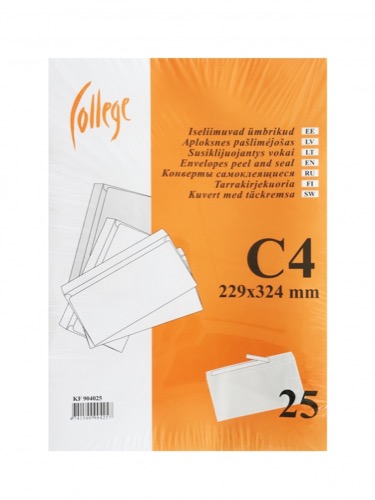 College
Iseliimuvad ümbrikud EE
Aploksnes pašlīmējošas LV
Susiklijuojantys vokai LT
Envelopes peel and seal EN
Конверты самоклеящиеся RU
Tarrakirjekuoria FI
Kuvert med täckremsa SW
C4
229x324 mm
KF 904025
25